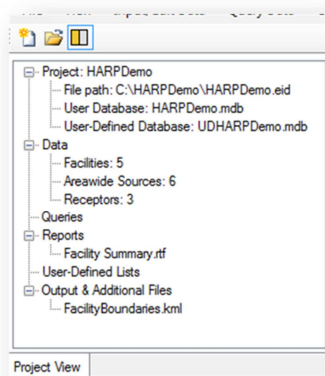 Project: HARPDemo
File path: C:\HARPDemo\HARPDemo.eid
User Database: HARPDemo.mdb
User-Defined Database: UDHARPDemo.mdb
Data
Facilities: 5
Areawide Sources: 6
Receptors: 3
Queries
Reports
Facility Summary.rtf
User-Defined Lists
Output & Additional Files
FacilityBoundaries.kml
Project View